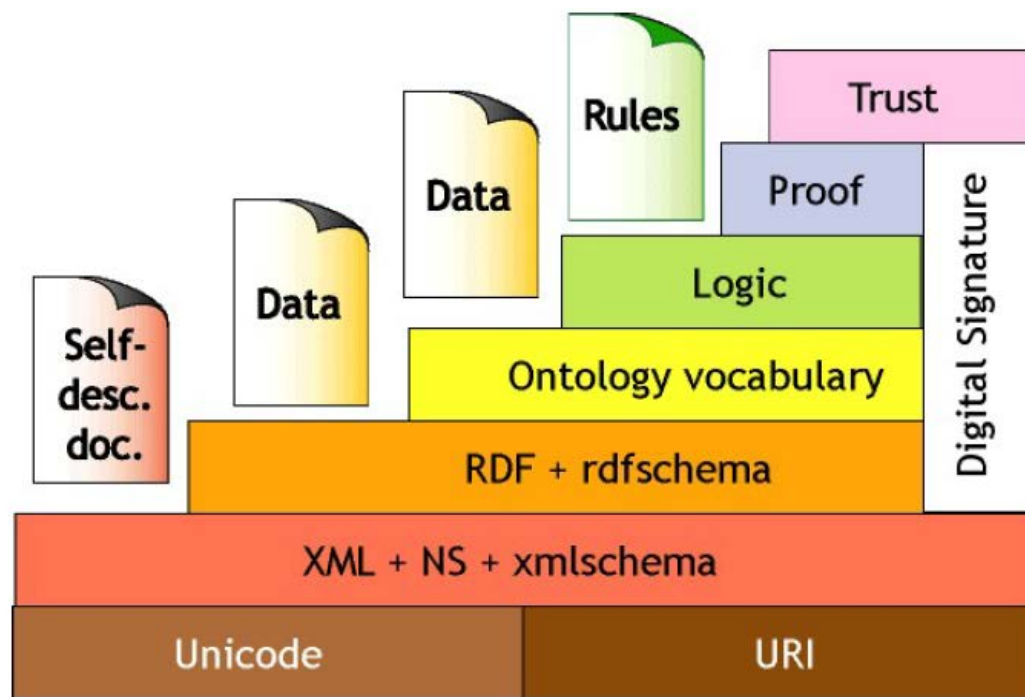 Rules
Trust
Data
Proof
Data
Logic
Digital Signature
Self-
desc.
doc.
Ontology vocabulary
RDF + rdfschema
XML + NS + xmlschema
Unicode
URI